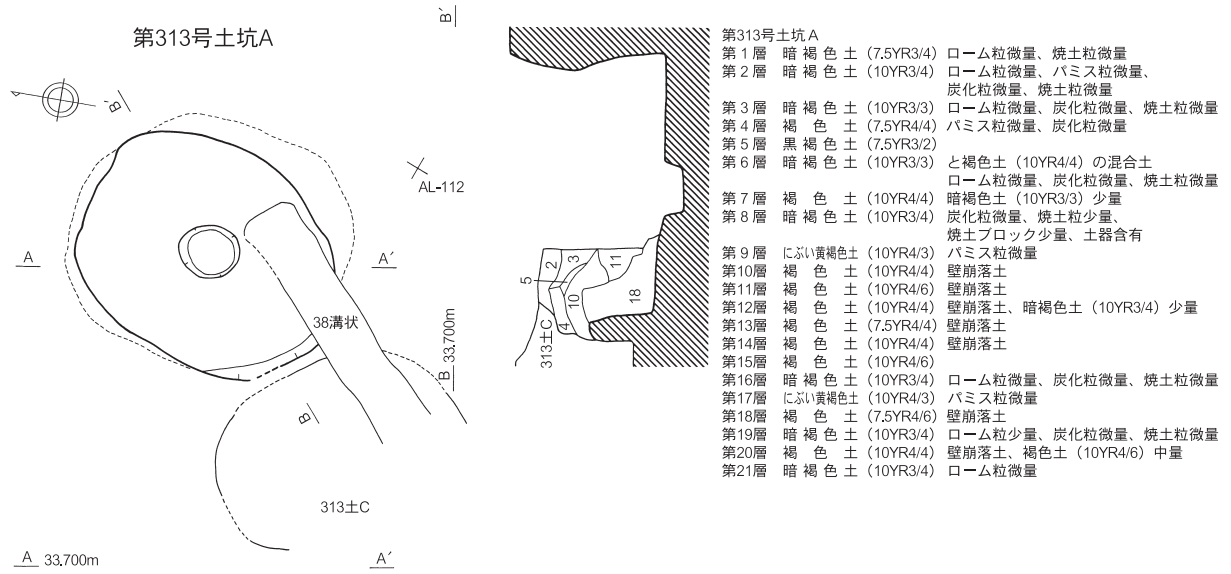 第313号土坑A
B′
B′
AL-112
A
A′
38溝状
B 33.700m
B
313土C
A 33.700m
A′
2
3
11
5
10
18
4
313土C
第313号土坑A
第1層 暗褐色土(7.5YR3/4) ローム粒微量、焼土粒微量
第2層 暗褐色土(10YR3/4) ローム粒微量、パミス粒微量、
炭化粒微量、焼土粒微量
第3層 暗褐色土(10YR3/3) ローム粒微量、炭化粒微量、焼土粒微量
第4層 褐色土(7.5YR4/4) パミス粒微量、炭化粒微量
第5層 黒褐色土(7.5YR3/2)
第6層 暗褐色土(10YR3/3) と褐色土(10YR4/4)の混合土
ローム粒微量、炭化粒微量、焼土粒微量
第7層 褐色土(10YR4/4) 暗褐色土(10YR3/3)少量
第8層 暗褐色土(10YR3/4) 炭化粒微量、焼土粒少量、
焼土ブロック少量、土器含有
第9層 にぶい黄褐色土(10YR4/3) パミス粒微量
第10層 褐色土(10YR4/4) 壁崩落土
第11層 褐色土(10YR4/6) 壁崩落土
第12層 褐色土(10YR4/4) 壁崩落土、暗褐色土(10YR3/4)少量
第13層 褐色土(7.5YR4/4) 壁崩落土
第14層 褐色土(10YR4/4) 壁崩落土
第15層 褐色土(10YR4/6)
第16層 暗褐色土(10YR3/4) ローム粒微量、炭化粒微量、焼土粒微量
第17層 にぶい黄褐色土(10YR4/3) パミス粒微量
第18層 褐色土(7.5YR4/6) 壁崩落土
第19層 暗褐色土(10YR3/4) ローム粒少量、炭化粒微量、焼土粒微量
第20層 褐色土(10YR4/4) 壁崩落土、褐色土(10YR4/6)中量
第21層 暗褐色土(10YR3/4) ローム粒微量